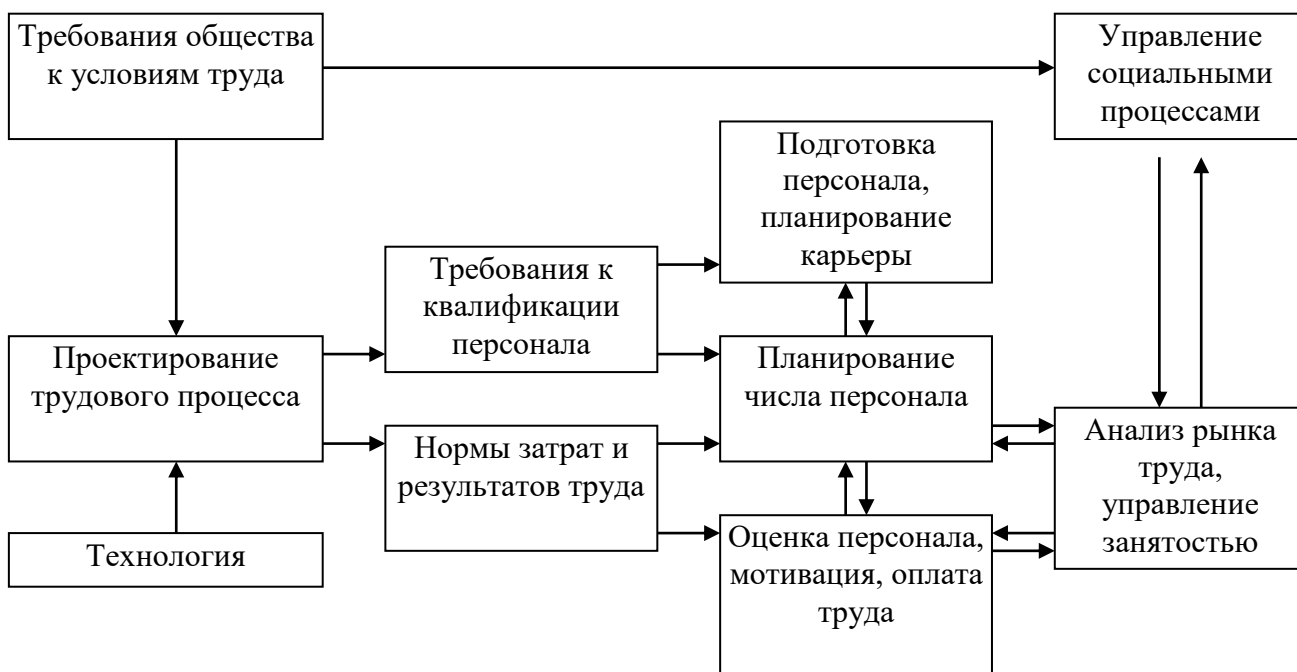 Требования общества
к условиям труда
Управление
социальными
процессами
Подготовка
персонала,
планирование
карьеры
Требования к
квалификации
персонала
Проектирование
трудового процесса
Планирование
числа персонала
Нормы затрат и
результатов труда
Анализ рынка
труда,
управление
занятостью
Технология
Оценка персонала,
мотивация, оплата
труда